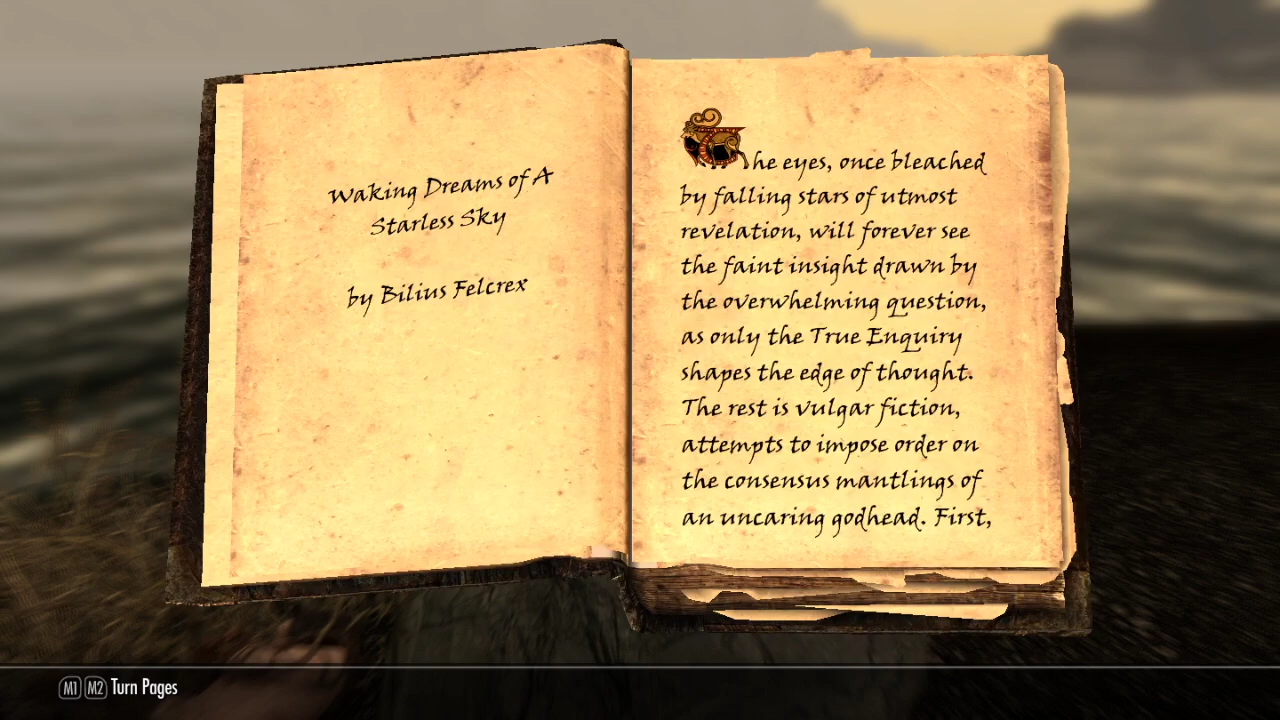 Waking Dreams of A
Starless Sky
by Bilius Felcrex
The eyes, once bleached
by falling stars of utmost
revelation, will forever see
the faint insight drawn by
the overwhelming question,
as only the True Enquiry
shapes the edge of thought.
The rest is vulgar fiction,
attempts to impose order on
the consensus mantlings of
an uncaring godhead. First,
M1 M2 Turn Pages